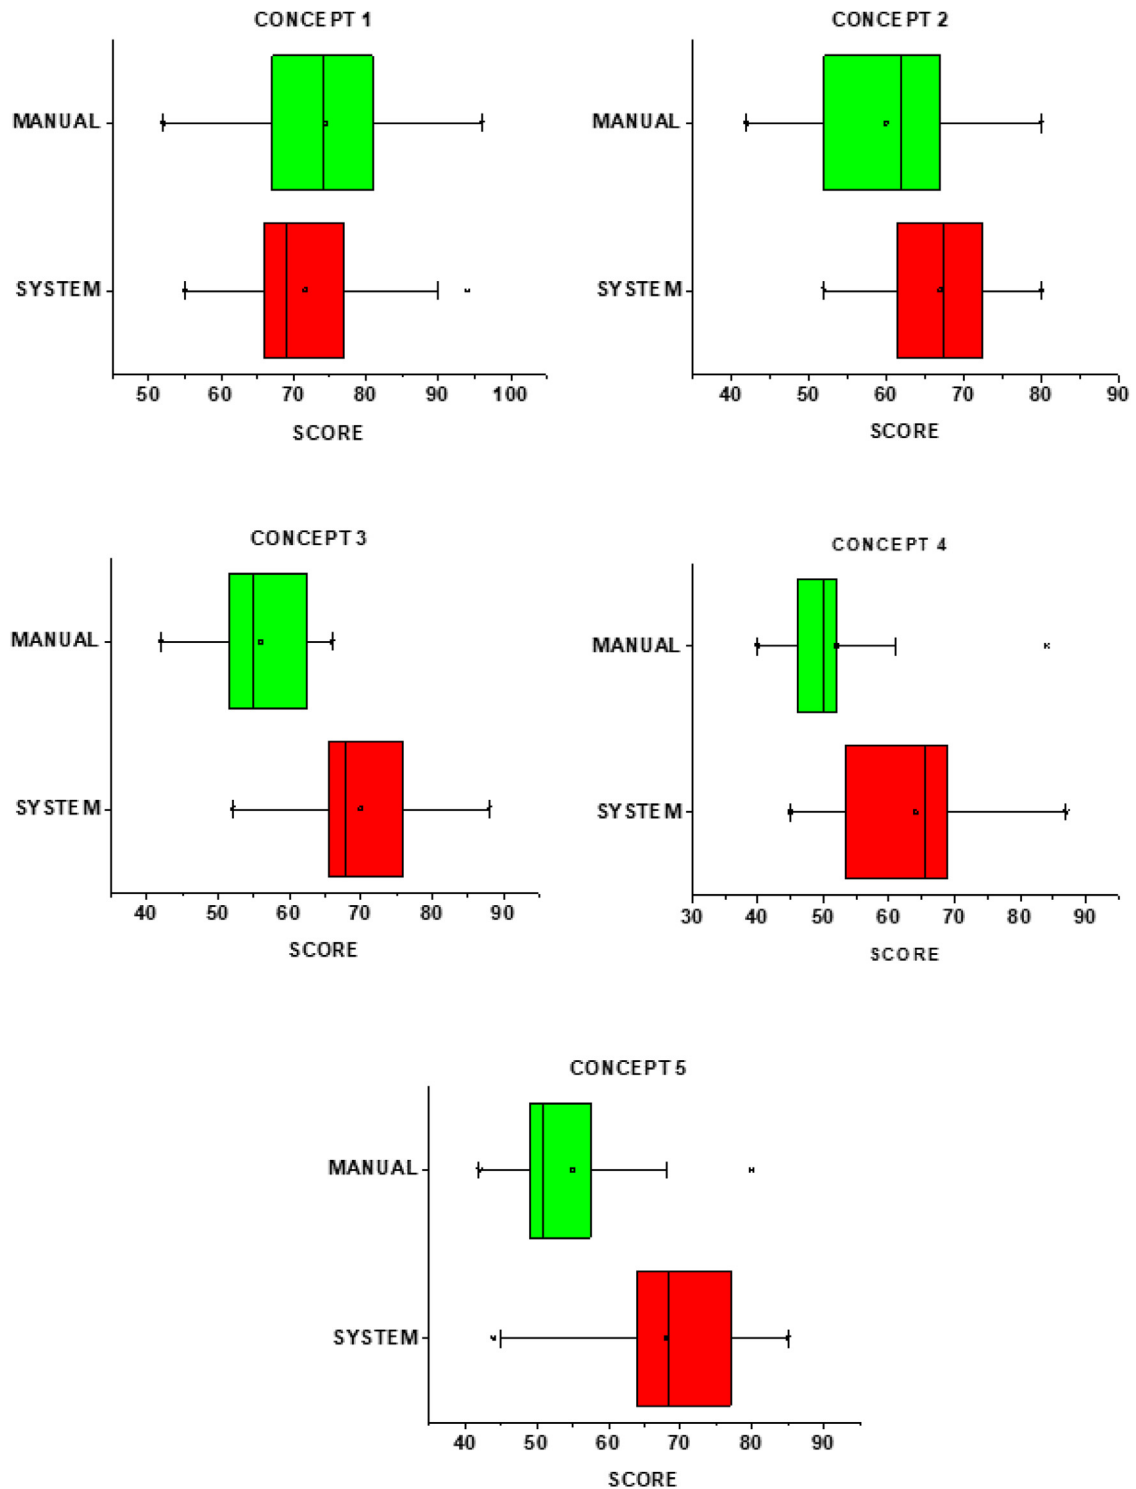 CONCEPT 1
MANUAL
SYSTEM
50 60 70 80 90 100
SCORE
CONCEPT 2
MANUAL
SYSTEM
40 50 60 70 80 90
SCORE
CONCEPT 3
MANUAL
SYSTEM
40 50 60 70 80 90
SCORE
CONCEPT 4
MANUAL
SYSTEM
30 40 50 60 70 80 90
SCORE
CONCEPT 5
MANUAL
SYSTEM
40 50 60 70 80 90
SCORE